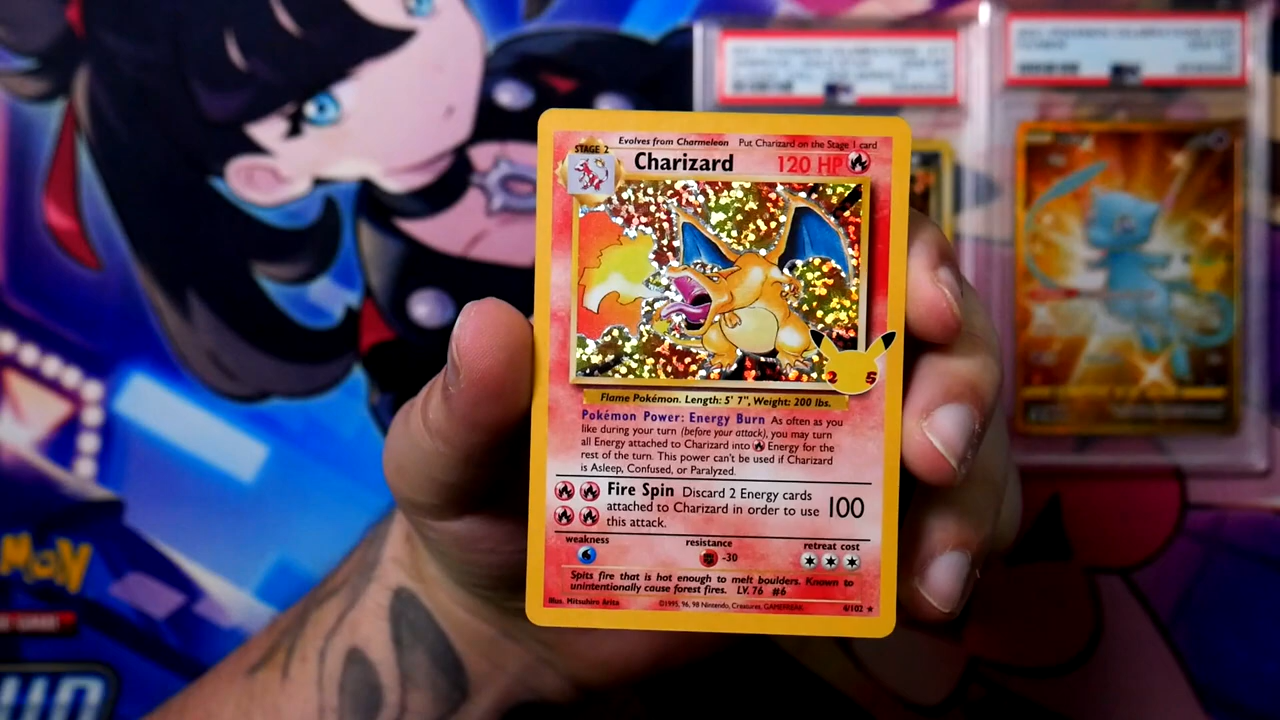 Evolves from Charmeleon Put Charizard on the Stage 1 card
STAGE 2
Charizard 120 HP
25
Flame Pokémon. Length: 5' 7", Weight: 200 lbs.
Pokémon Power: Energy Burn As often as you
like during your turn (before your attack), you may turn
all Energy attached to Charizard into Energy for the
rest of the turn. This power can't be used if Charizard
is Asleep, Confused, or Paralyzed.
Fire Spin Discard 2 Energy cards
attached to Charizard in order to use
this attack.
100
weakness resistance retreat cost
-30
Spits fire that is hot enough to melt boulders. Known to
unintentionally cause forest fires. LV. 76 #6
Illus. Mitsuhiro Arita ©1995, 96, 98 Nintendo, Creatures, GAMEFREAK. 4/102 ★